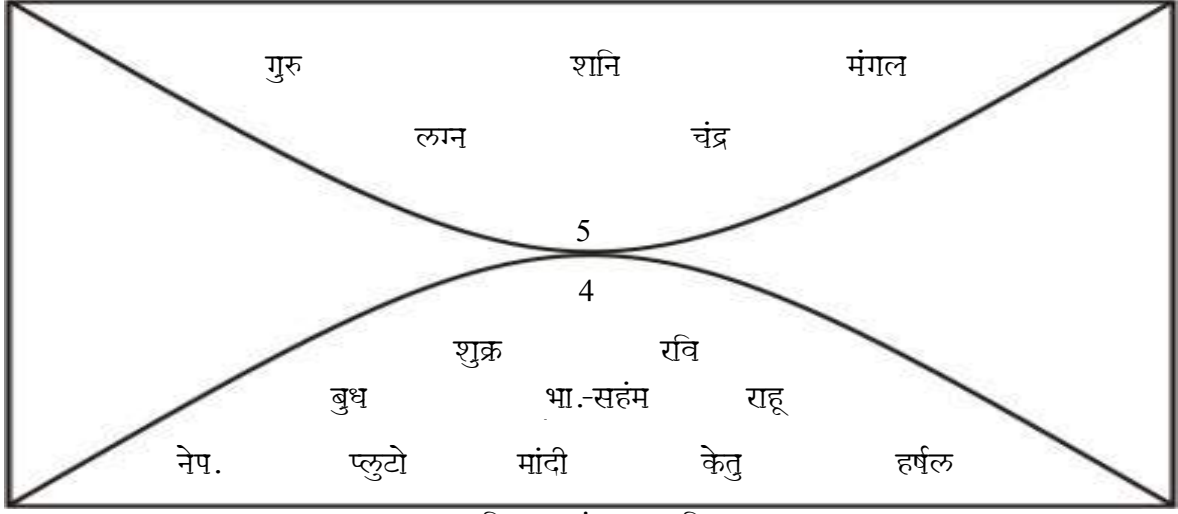 गुरु शनि मंगल
लग्न चंद्र
5
4
शुक्र रवि
बुध भा.-सहंम राहू
नेप. प्लुटो मांदी केतु हर्षल